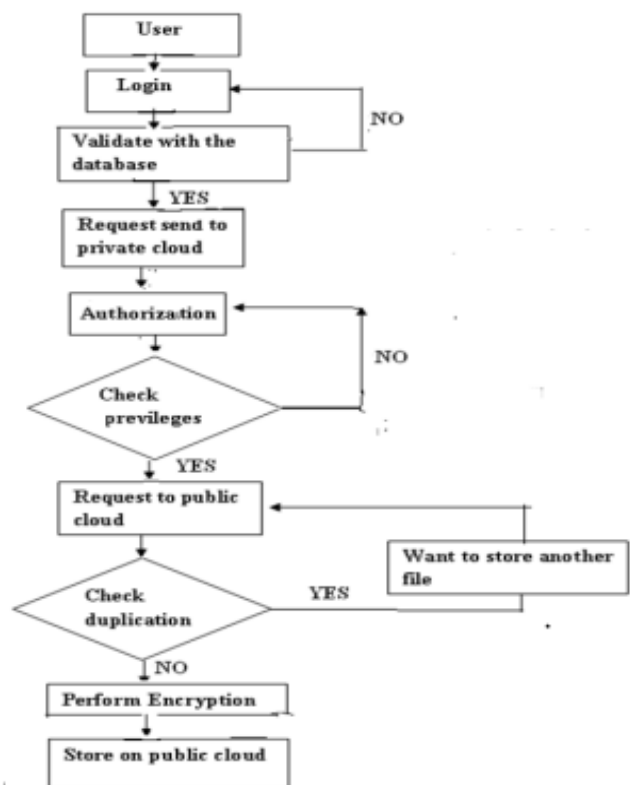 User
Login
NO
Validate with the
database
YES
Request send to
private cloud
Authorization
NO
Check
previleges
YES
Request to public
cloud
Want to store another
file
Check
duplication
YES
NO
Perform Encryption
Store on public cloud